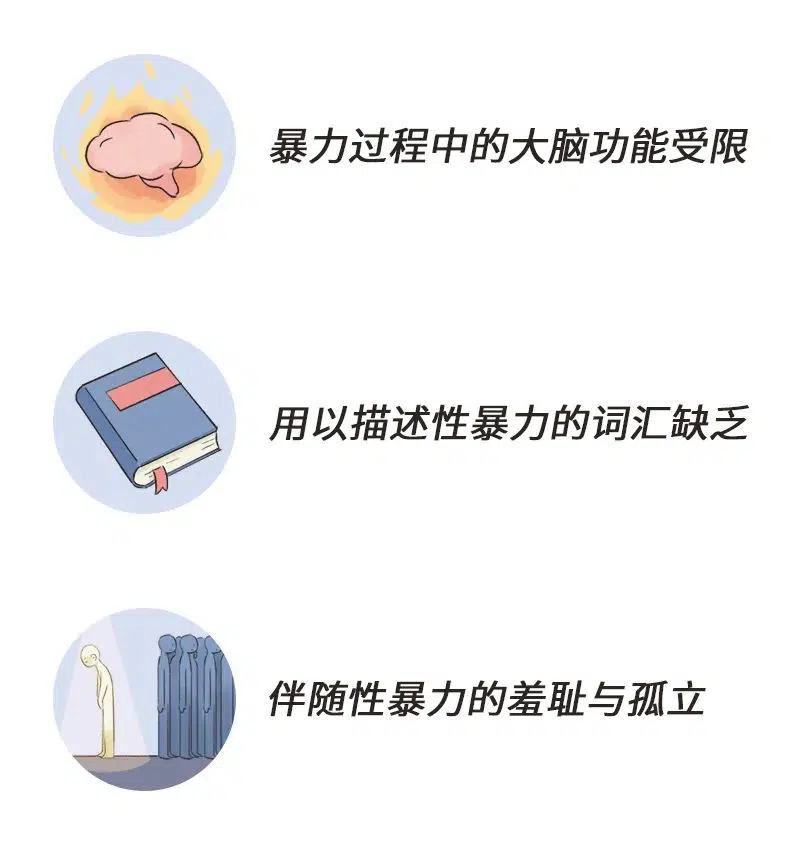 暴力过程中的大脑功能受限
用以描述性暴力的词汇缺乏
伴随性暴力的羞耻与孤立